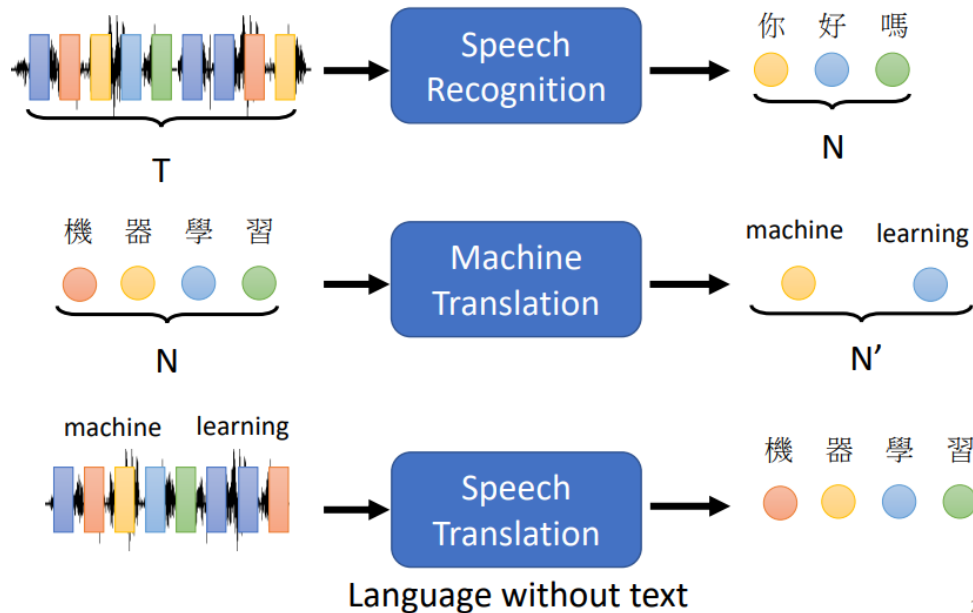 你 好 嗎
Speech
Recognition
T
N
機 器 學 習
machine learning
Machine
Translation
N
N’
machine learning
機 器 學 習
Speech
Translation
Language without text